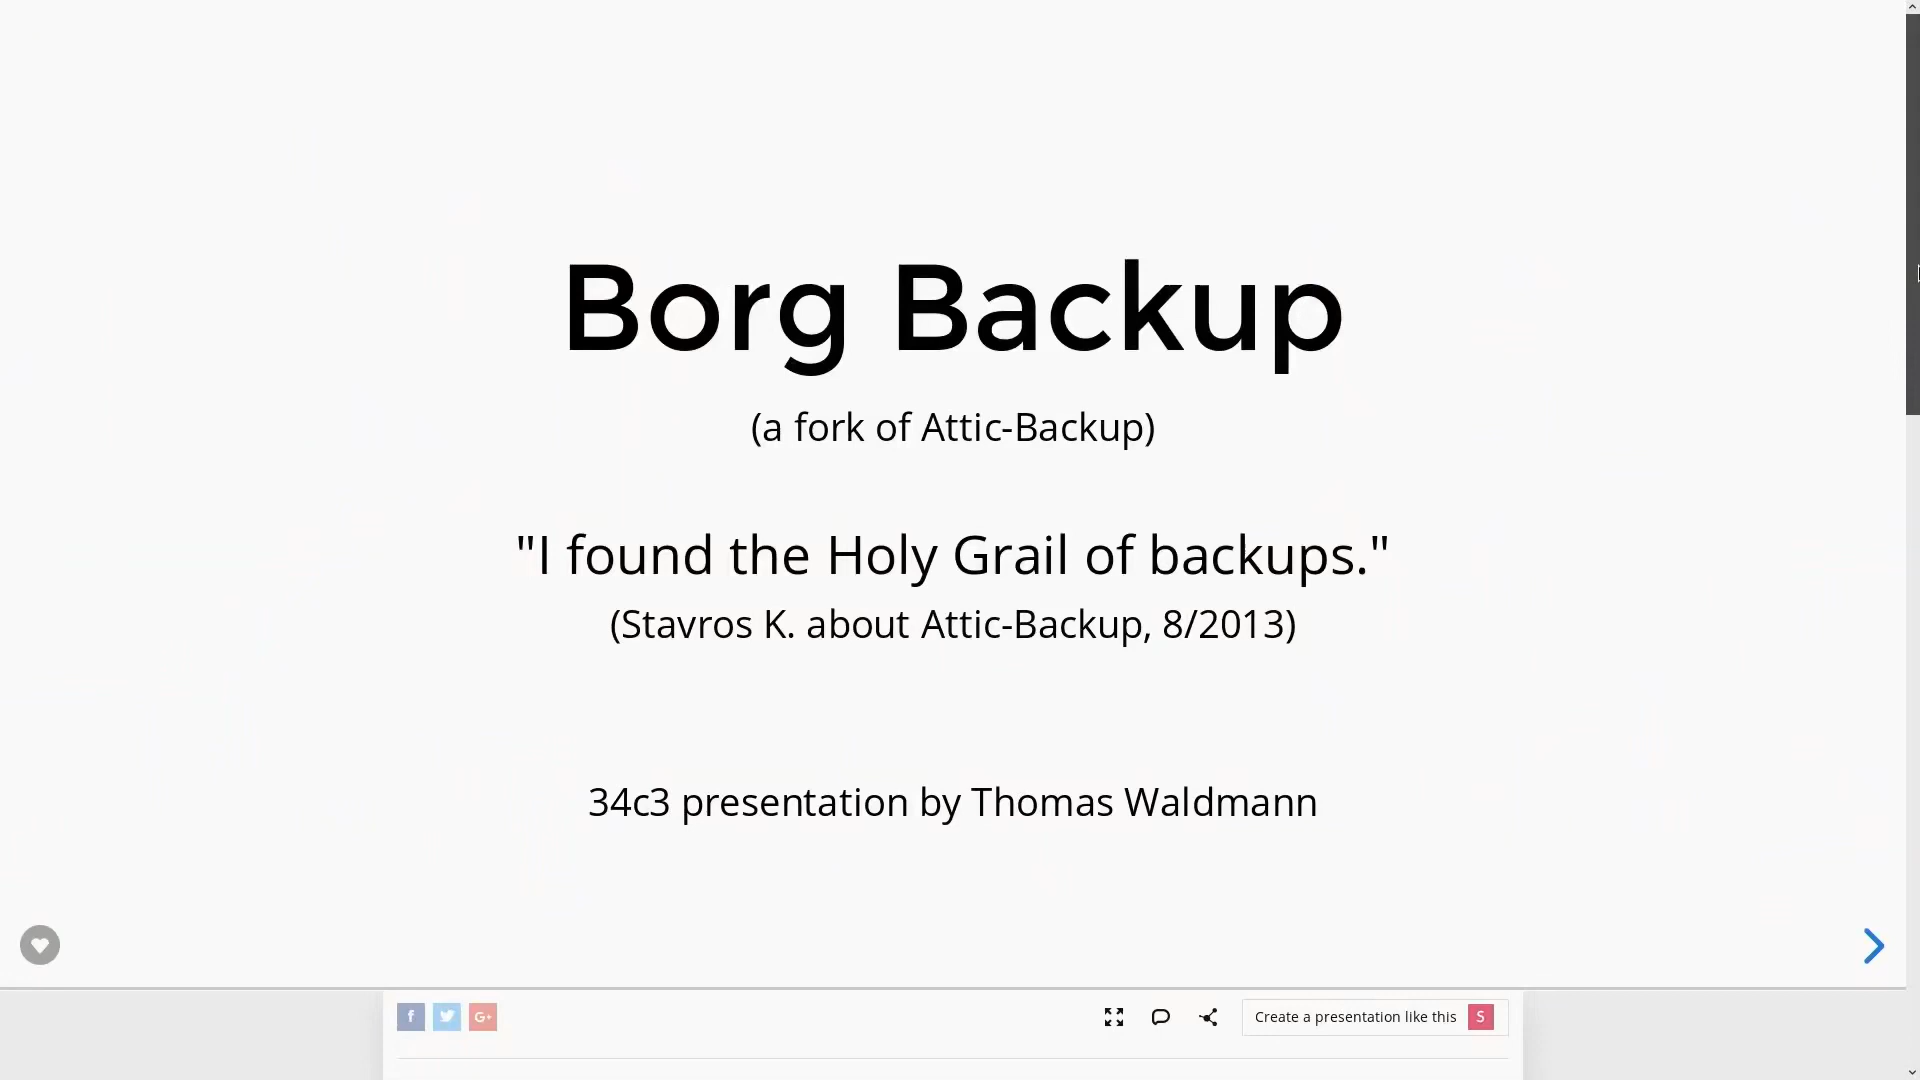 Borg Backup
(a fork of Attic-Backup)
"I found the Holy Grail of backups."
(Stavros K. about Attic-Backup, 8/2013)
34c3 presentation by Thomas Waldmann
f G+ Create a presentation like this S